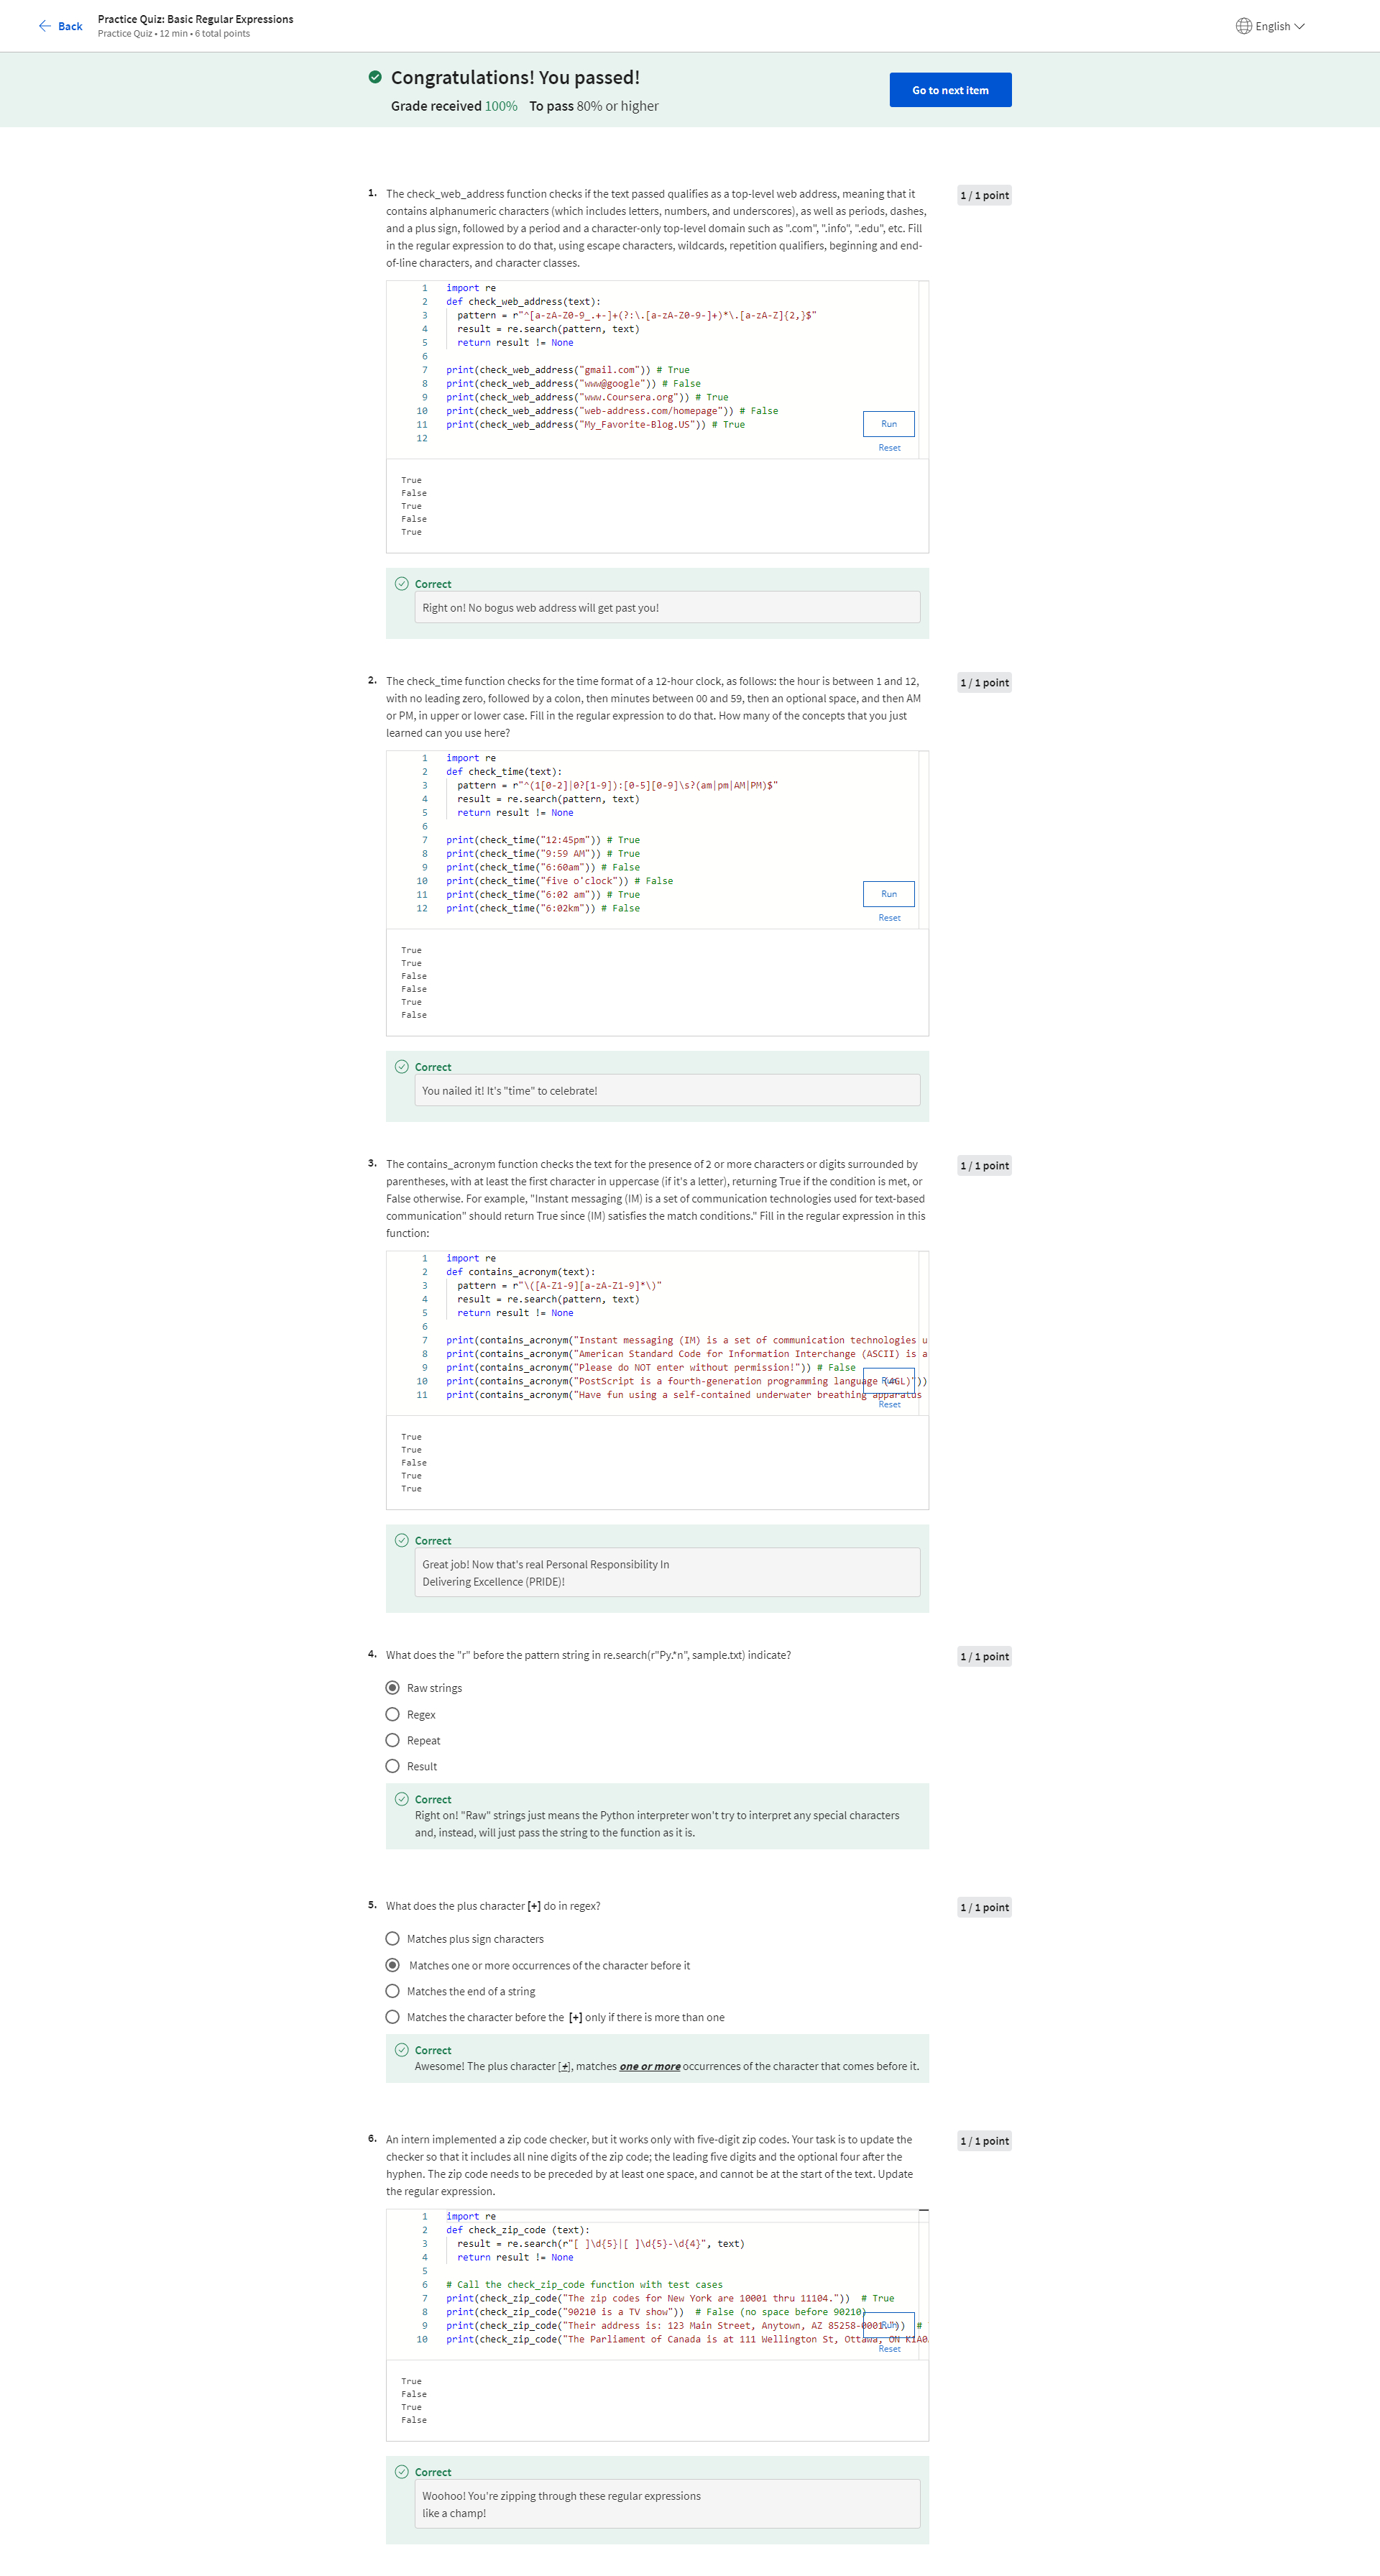 Back
Practice Quiz: Basic Regular Expressions
Practice Quiz • 12 min • 6 total points
English
Congratulations! You passed!
Grade received 100% To pass 80% or higher
Go to next item
1. The check_web_address function checks if the text passed qualifies as a top-level web address, meaning that it
contains alphanumeric characters (which includes letters, numbers, and underscores), as well as periods, dashes,
and a plus sign, followed by a period and a character-only top-level domain such as ".com", ".info", ".edu", etc. Fill
in the regular expression to do that, using escape characters, wildcards, repetition qualifiers, beginning and end-
of-line characters, and character classes.
1 / 1 point
1 import re
2 def check_web_address(text):
3   pattern = r"^[a-zA-Z0-9_.+-]+(?:\.[a-zA-Z0-9-]+)*\.[a-zA-Z]{2,}$"
4   result = re.search(pattern, text)
5   return result != None
6
7 print(check_web_address("gmail.com")) # True
8 print(check_web_address("www@google")) # False
9 print(check_web_address("www.Coursera.org")) # True
10 print(check_web_address("web-address.com/homepage")) # False
11 print(check_web_address("My_Favorite-Blog.US")) # True
12
Run
Reset
True
False
True
False
True
Correct
Right on! No bogus web address will get past you!
2. The check_time function checks for the time format of a 12-hour clock, as follows: the hour is between 1 and 12,
with no leading zero, followed by a colon, then minutes between 00 and 59, then an optional space, and then AM
or PM, in upper or lower case. Fill in the regular expression to do that. How many of the concepts that you just
learned can you use here?
1 / 1 point
1 import re
2 def check_time(text):
3   pattern = r"^(1[0-2]|0?[1-9]):[0-5][0-9]\s?(am|pm|AM|PM)$"
4   result = re.search(pattern, text)
5   return result != None
6
7 print(check_time("12:45pm")) # True
8 print(check_time("9:59 AM")) # True
9 print(check_time("6:60am")) # False
10 print(check_time("five o'clock")) # False
11 print(check_time("6:02 am")) # True
12 print(check_time("6:02km")) # False
Run
Reset
True
True
False
False
True
False
Correct
You nailed it! It's "time" to celebrate!
3. The contains_acronym function checks the text for the presence of 2 or more characters or digits surrounded by
parentheses, with at least the first character in uppercase (if it's a letter), returning True if the condition is met, or
False otherwise. For example, "Instant messaging (IM) is a set of communication technologies used for text-based
communication" should return True since (IM) satisfies the match conditions." Fill in the regular expression in this
function:
1 / 1 point
1 import re
2 def contains_acronym(text):
3   pattern = r"\([A-Z1-9][a-zA-Z1-9]*\)"
4   result = re.search(pattern, text)
5   return result != None
6
7 print(contains_acronym("Instant messaging (IM) is a set of communication technologies u
8 print(contains_acronym("American Standard Code for Information Interchange (ASCII) is a
9 print(contains_acronym("Please do NOT enter without permission!")) # False
10 print(contains_acronym("PostScript is a fourth-generation programming language (4GL)"))
11 print(contains_acronym("Have fun using a self-contained underwater breathing apparatus
Run
Reset
True
True
False
True
True
Correct
Great job! Now that's real Personal Responsibility In
Delivering Excellence (PRIDE)!
4. What does the "r" before the pattern string in re.search(r"Py.*n", sample.txt) indicate?
1 / 1 point
Raw strings
Regex
Repeat
Result
Correct
Right on! "Raw" strings just means the Python interpreter won't try to interpret any special characters
and, instead, will just pass the string to the function as it is.
5. What does the plus character [+] do in regex?
1 / 1 point
Matches plus sign characters
Matches one or more occurrences of the character before it
Matches the end of a string
Matches the character before the [+] only if there is more than one
Correct
Awesome! The plus character [+], matches one or more occurrences of the character that comes before it.
6. An intern implemented a zip code checker, but it works only with five-digit zip codes. Your task is to update the
checker so that it includes all nine digits of the zip code; the leading five digits and the optional four after the
hyphen. The zip code needs to be preceded by at least one space, and cannot be at the start of the text. Update
the regular expression.
1 / 1 point
1 import re
2 def check_zip_code (text):
3   result = re.search(r"[ ]\d{5}|[ ]\d{5}-\d{4}", text)
4   return result != None
5
6 # Call the check_zip_code function with test cases
7 print(check_zip_code("The zip codes for New York are 10001 thru 11104."))  # True
8 print(check_zip_code("90210 is a TV show"))  # False (no space before 90210)
9 print(check_zip_code("Their address is: 123 Main Street, Anytown, AZ 85258-0001."))  #
10 print(check_zip_code("The Parliament of Canada is at 111 Wellington St, Ottawa, ON K1A0
Run
Reset
True
False
True
False
Correct
Woohoo! You're zipping through these regular expressions
like a champ!